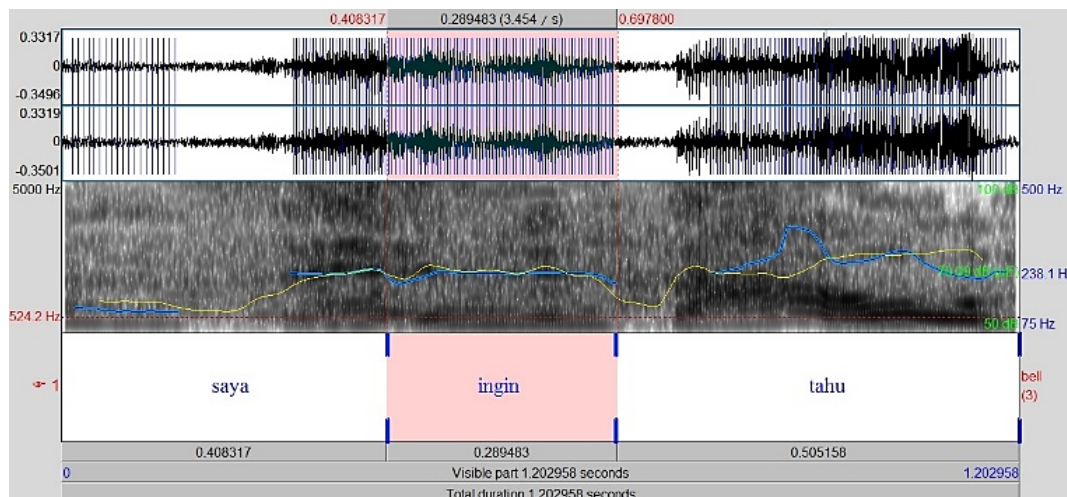 0.408317 0.289483 (3.454 / s) 0.697800
0.3317
0
-0.3496
0.3319
0
-0.3501
5000 Hz 100 dB 500 Hz
238.1 H
524.2 Hz 50 dB 75 Hz
1 saya ingin tahu bell
(3)
0.408317 0.289483 0.505158
0 Visible part 1.202958 seconds 1.202958
Total duration 1.202958 seconds